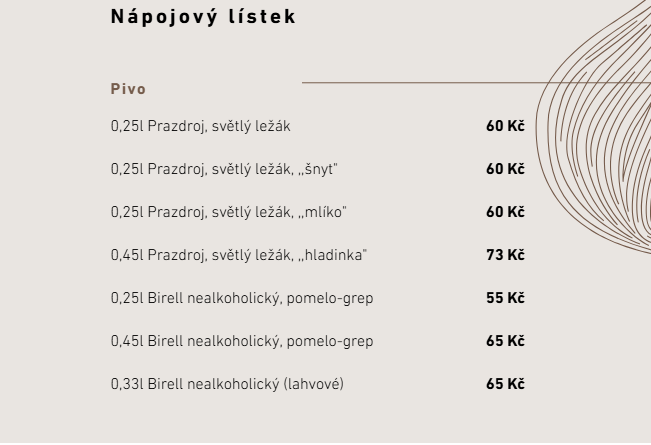 Nápojový lístek
Pivo
0,25l Prazdroj, světlý ležák 60 Kč
0,25l Prazdroj, světlý ležák, ,,šnyt" 60 Kč
0,25l Prazdroj, světlý ležák, ,,mlíko" 60 Kč
0,45l Prazdroj, světlý ležák, ,,hladinka" 73 Kč
0,25l Birell nealkoholický, pomelo-grep 55 Kč
0,45l Birell nealkoholický, pomelo-grep 65 Kč
0,33l Birell nealkoholický (lahvové) 65 Kč